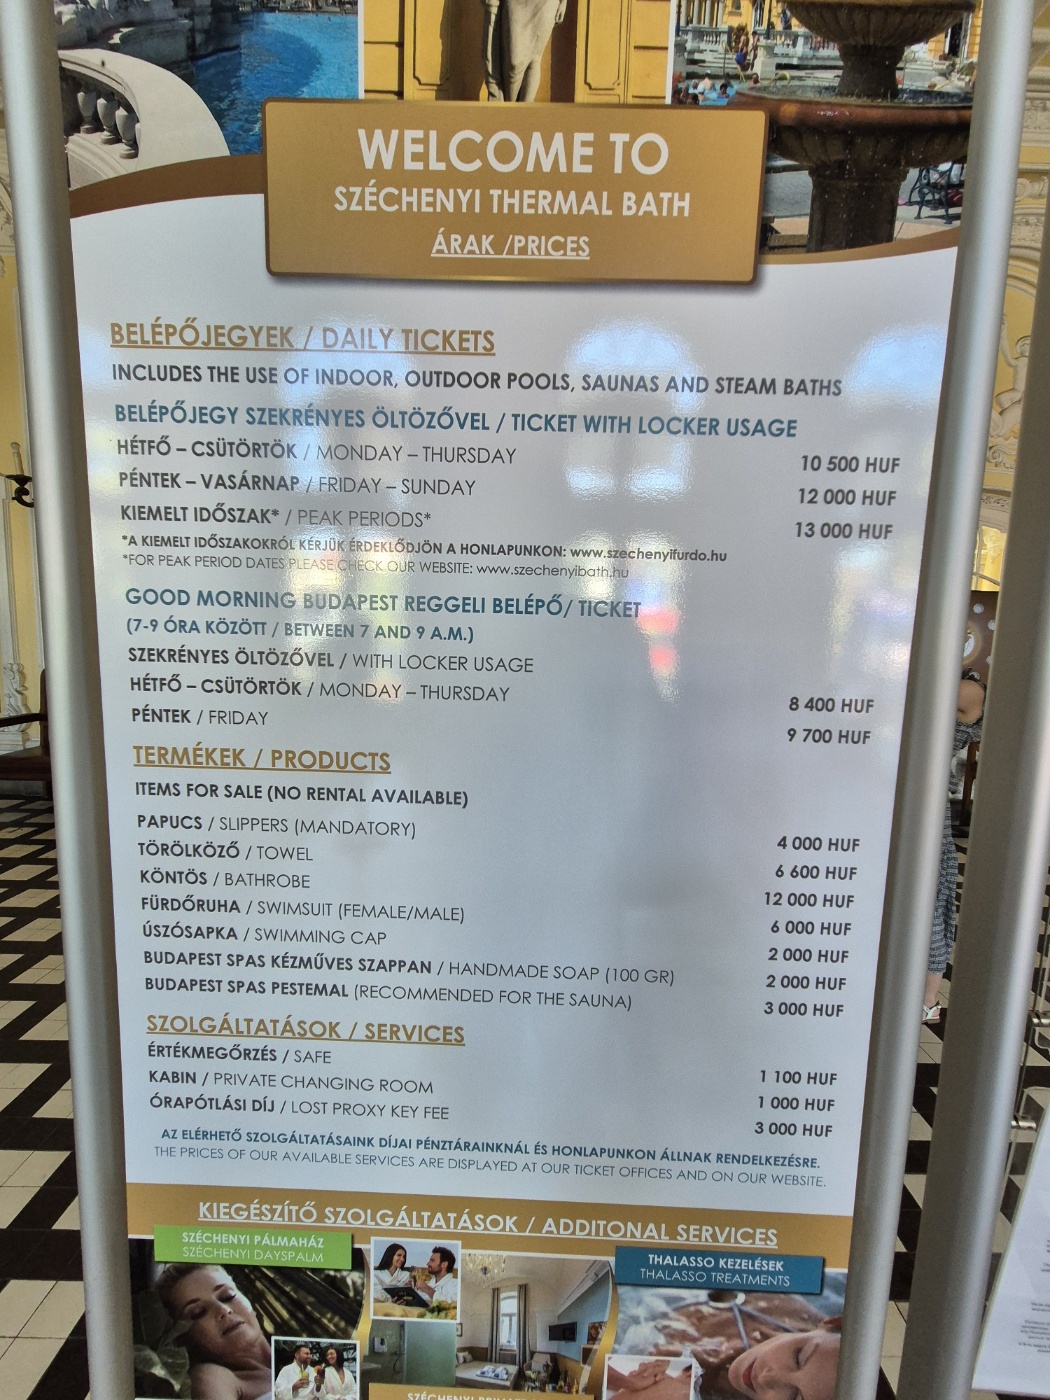 WELCOME TO
SZÉCHENYI THERMAL BATH
ÁRAK /PRICES
BELÉPŐJEGYEK / DAILY TICKETS
INCLUDES THE USE OF INDOOR, OUTDOOR POOLS, SAUNAS AND STEAM BATHS
BELÉPŐJEGY SZEKRÉNYES ÖLTÖZŐVEL / TICKET WITH LOCKER USAGE
HÉTFŐ – CSÜTÖRTÖK / MONDAY – THURSDAY 10 500 HUF
PÉNTEK – VASÁRNAP / FRIDAY – SUNDAY 12 000 HUF
KIEMELT IDŐSZAK* / PEAK PERIODS* 13 000 HUF
*A KIEMELT IDŐSZAKOKRÓL KÉRJÜK ÉRDEKLŐDJÖN A HONLAPUNKON: www.szechenyifurdo.hu
*FOR PEAK PERIOD DATES PLEASE CHECK OUR WEBSITE: www.szechenyibath.hu
GOOD MORNING BUDAPEST REGGELI BELÉPŐ/ TICKET
(7-9 ÓRA KÖZÖTT / BETWEEN 7 AND 9 A.M.)
SZEKRÉNYES ÖLTÖZŐVEL / WITH LOCKER USAGE
HÉTFŐ – CSÜTÖRTÖK / MONDAY – THURSDAY 8 400 HUF
PÉNTEK / FRIDAY 9 700 HUF
TERMÉKEK / PRODUCTS
ITEMS FOR SALE (NO RENTAL AVAILABLE)
PAPUCS / SLIPPERS (MANDATORY) 4 000 HUF
TÖRÖLKÖZŐ / TOWEL 6 600 HUF
KÖNTÖS / BATHROBE 12 000 HUF
FÜRDŐRUHA / SWIMSUIT (FEMALE/MALE) 6 000 HUF
ÚSZÓSAPKA / SWIMMING CAP 2 000 HUF
BUDAPEST SPAS KÉZMŰVES SZAPPAN / HANDMADE SOAP (100 GR) 2 000 HUF
BUDAPEST SPAS PESTEMAL (RECOMMENDED FOR THE SAUNA) 3 000 HUF
SZOLGÁLTATÁSOK / SERVICES
ÉRTÉKMEGŐRZÉS / SAFE 1 100 HUF
KABIN / PRIVATE CHANGING ROOM 1 000 HUF
ÓRAPÓTLÁSI DÍJ / LOST PROXY KEY FEE 3 000 HUF
AZ ELÉRHETŐ SZOLGÁLTATÁSAINK DÍJAI PÉNZTÁRAINKNÁL ÉS HONLAPUNKON ÁLLNAK RENDELKEZÉSRE.
THE PRICES OF OUR AVAILABLE SERVICES ARE DISPLAYED AT OUR TICKET OFFICES AND ON OUR WEBSITE.
KIEGÉSZÍTŐ SZOLGÁLTATÁSOK / ADDITONAL SERVICES
SZÉCHENYI PÁLMAHÁZ
SZÉCHENYI DAYSPALM
THALASSO KEZELÉSEK
THALASSO TREATMENTS